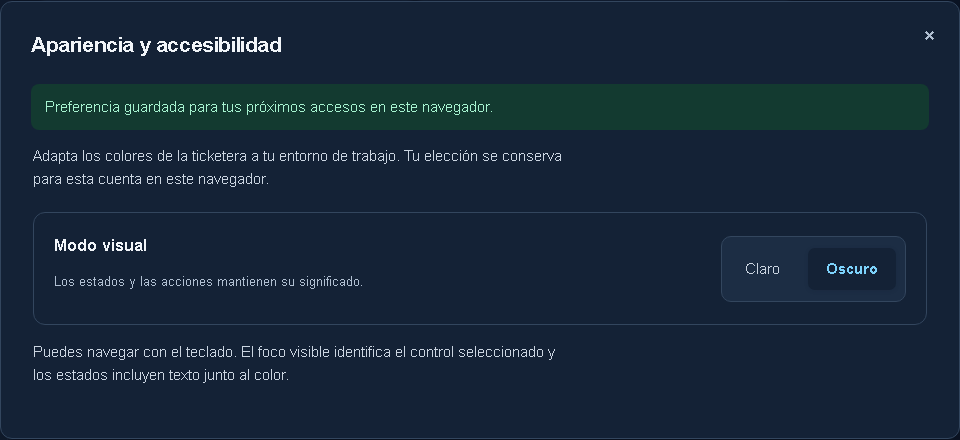 Apariencia y accesibilidad
×
Preferencia guardada para tus próximos accesos en este navegador.
Adapta los colores de la ticketera a tu entorno de trabajo. Tu elección se conserva
para esta cuenta en este navegador.
Modo visual
Los estados y las acciones mantienen su significado.
Claro
Oscuro
Puedes navegar con el teclado. El foco visible identifica el control seleccionado y
los estados incluyen texto junto al color.